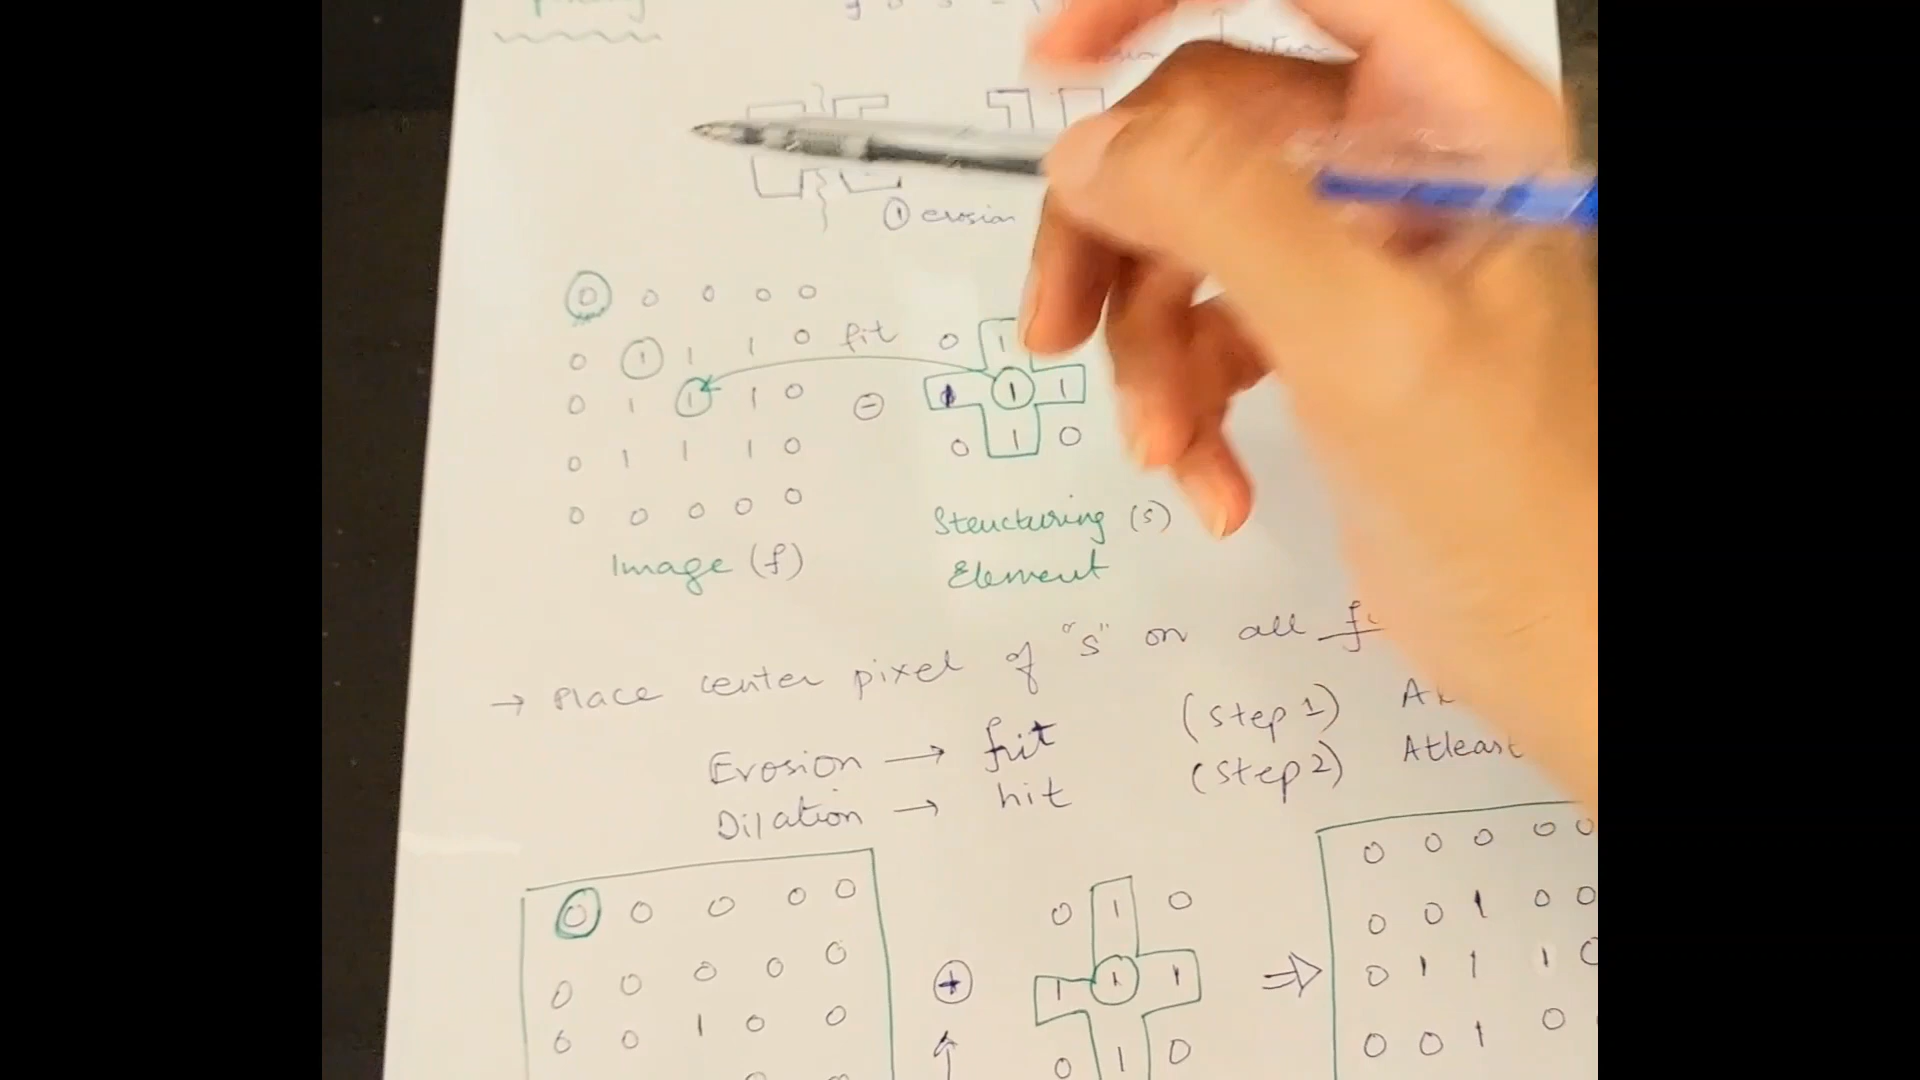 ① erosion
0 0 0 0 0
0 1 1 1 0 fit 0 1
0 1 1 1 0 ⊖ 1 1 1
0 1 1 1 0 0 1 0
0 0 0 0 0
Structuring (s)
Image (f) Element
→ Place center pixel of "s" on all
Erosion → fit (Step 1)
Dilation → hit (Step 2) Atleast
0 0 0 0 0 0 1 0 0 0 0 0 0
0 0 0 0 0 0 0 1 0 0
0 0 1 0 0 ⊕ 1 1 1 ⇒ 0 1 1 1 0
0 1 0 0 0 1 0